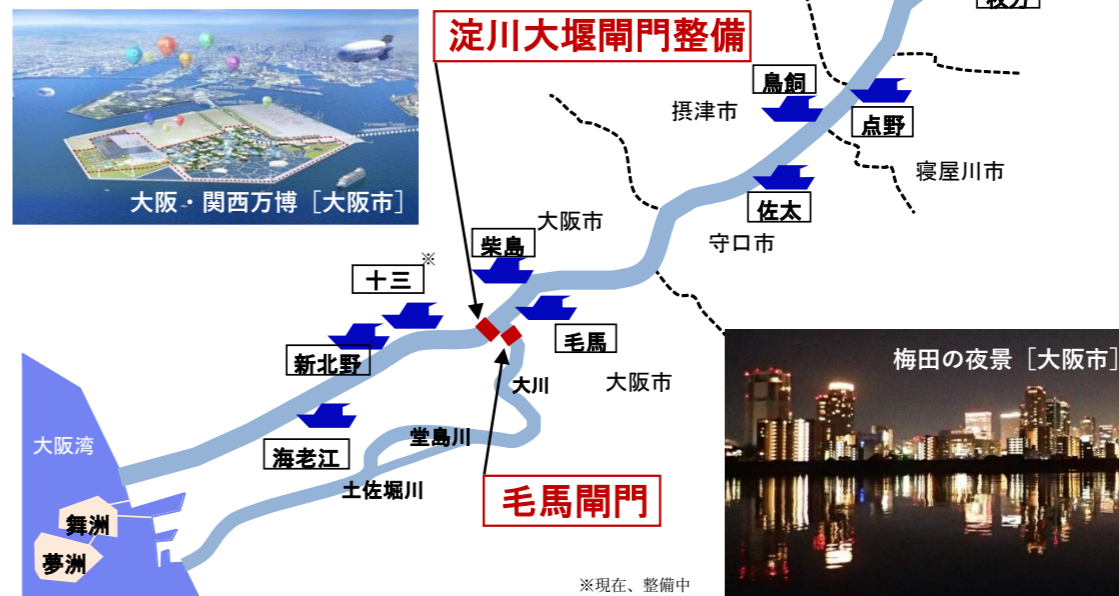 枚方
淀川大堰閘門整備
鳥飼
摂津市
点野
寝屋川市
大阪・関西万博［大阪市］
佐太
大阪市
守口市
柴島
十三
※
毛馬
梅田の夜景［大阪市］
新北野
大川
大阪市
大阪湾
堂島川
海老江
土佐堀川
毛馬閘門
舞洲
夢洲
※現在、整備中